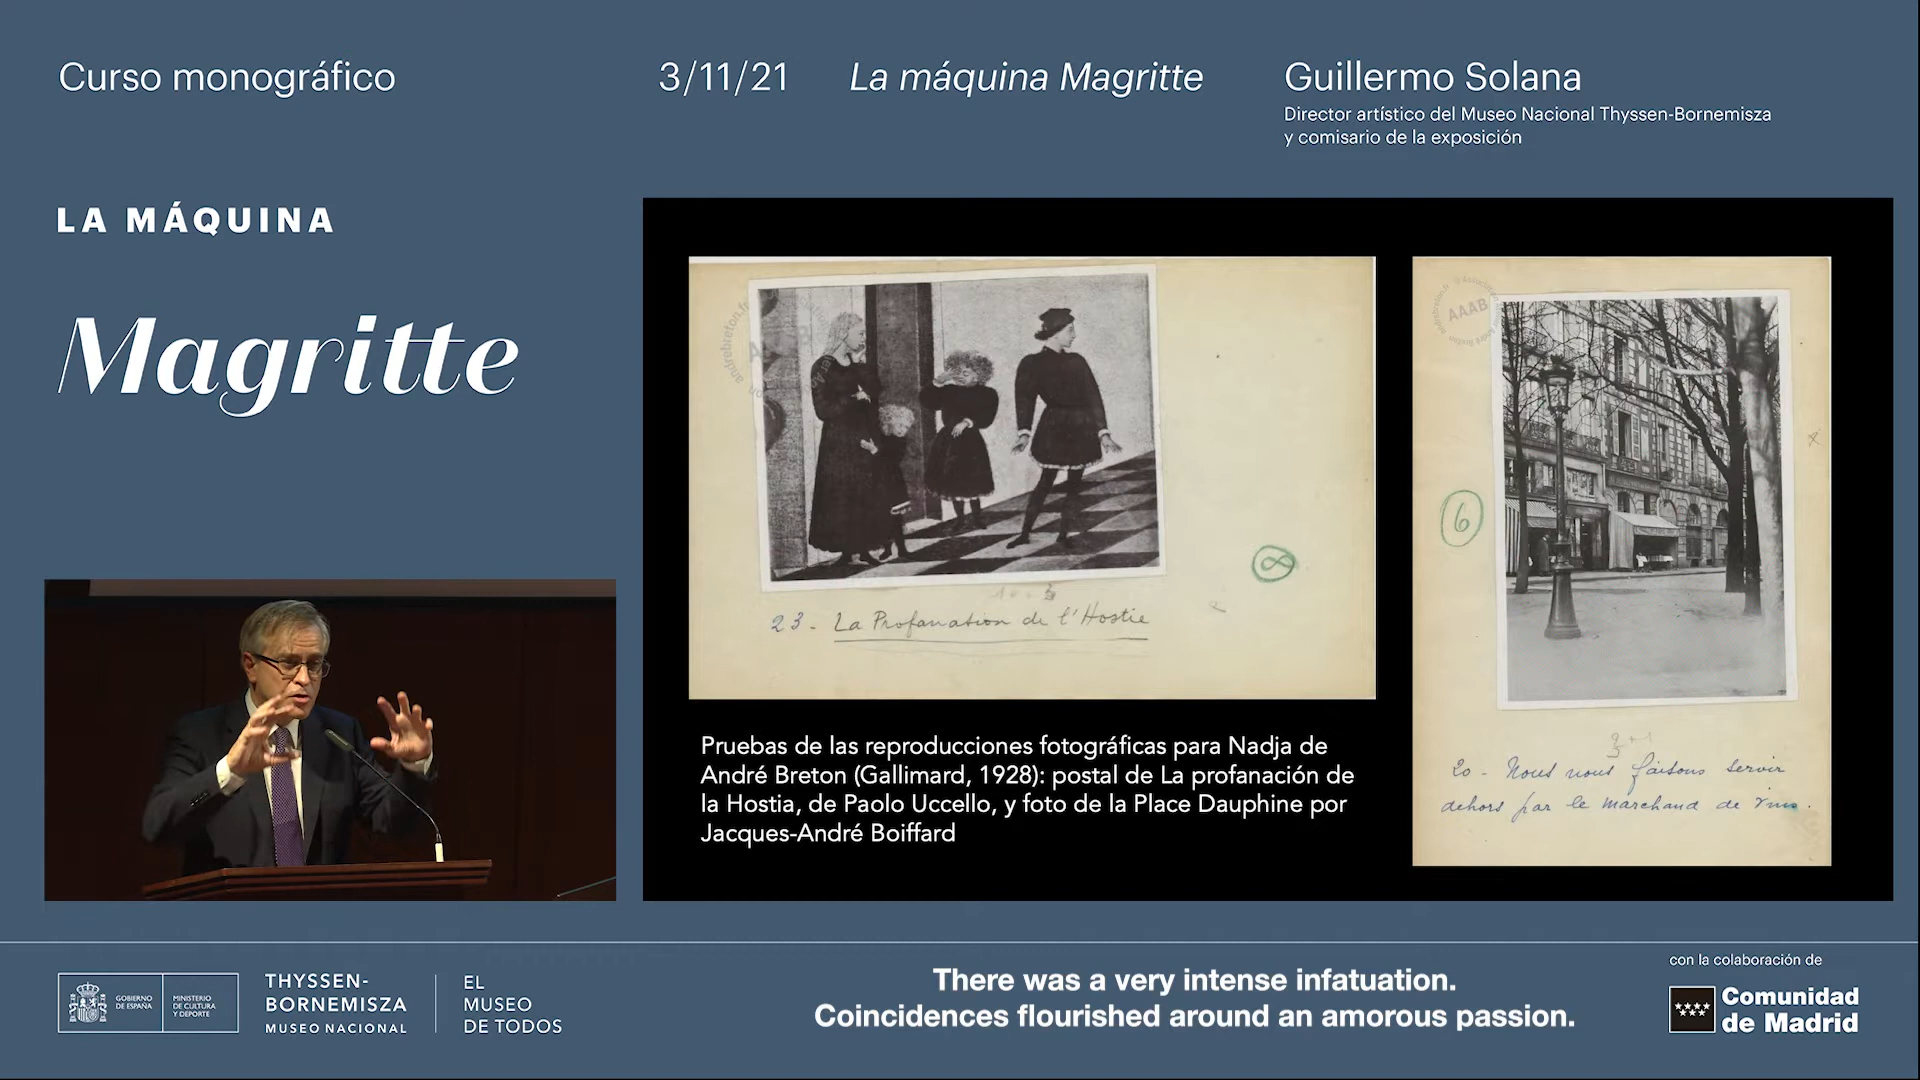 Curso monográfico
3/11/21
La máquina Magritte
Guillermo Solana
Director artístico del Museo Nacional Thyssen-Bornemisza
y comisario de la exposición
LA MÁQUINA
Magritte
23 - La Profanation de l'Hostie
8
6
20 - Nous nous faisons servir
dehors par le marchand de vins.
Pruebas de las reproducciones fotográficas para Nadja de
André Breton (Gallimard, 1928): postal de La profanación de
la Hostia, de Paolo Uccello, y foto de la Place Dauphine por
Jacques-André Boiffard
GOBIERNO
DE ESPAÑA
MINISTERIO
DE CULTURA
Y DEPORTE
THYSSEN-
BORNEMISZA
MUSEO NACIONAL
EL
MUSEO
DE TODOS
There was a very intense infatuation.
Coincidences flourished around an amorous passion.
con la colaboración de
Comunidad
de Madrid